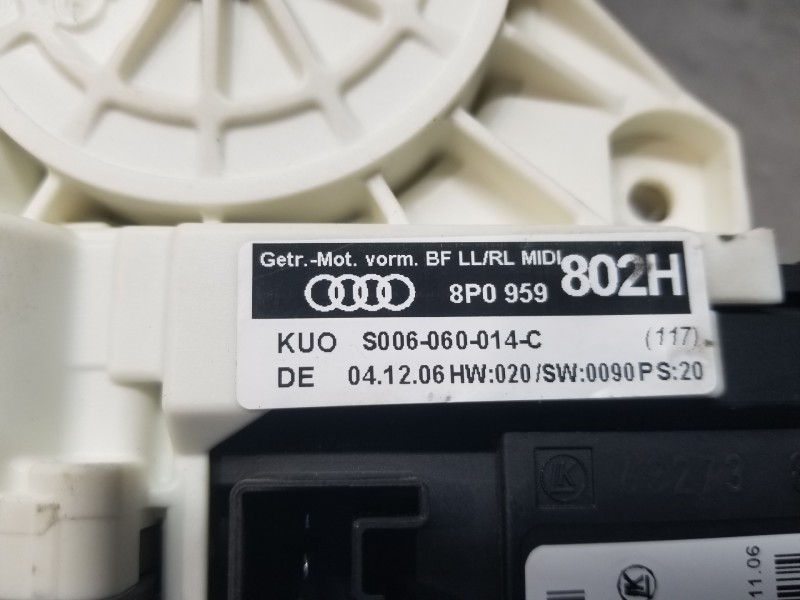 Getr.-Mot. vorm. BF LL/RL MIDI
8P0 959 802H
KUO S006-060-014-C (117)
DE 04.12.06 HW:020/SW:0090 PS:20
K
K
11.06